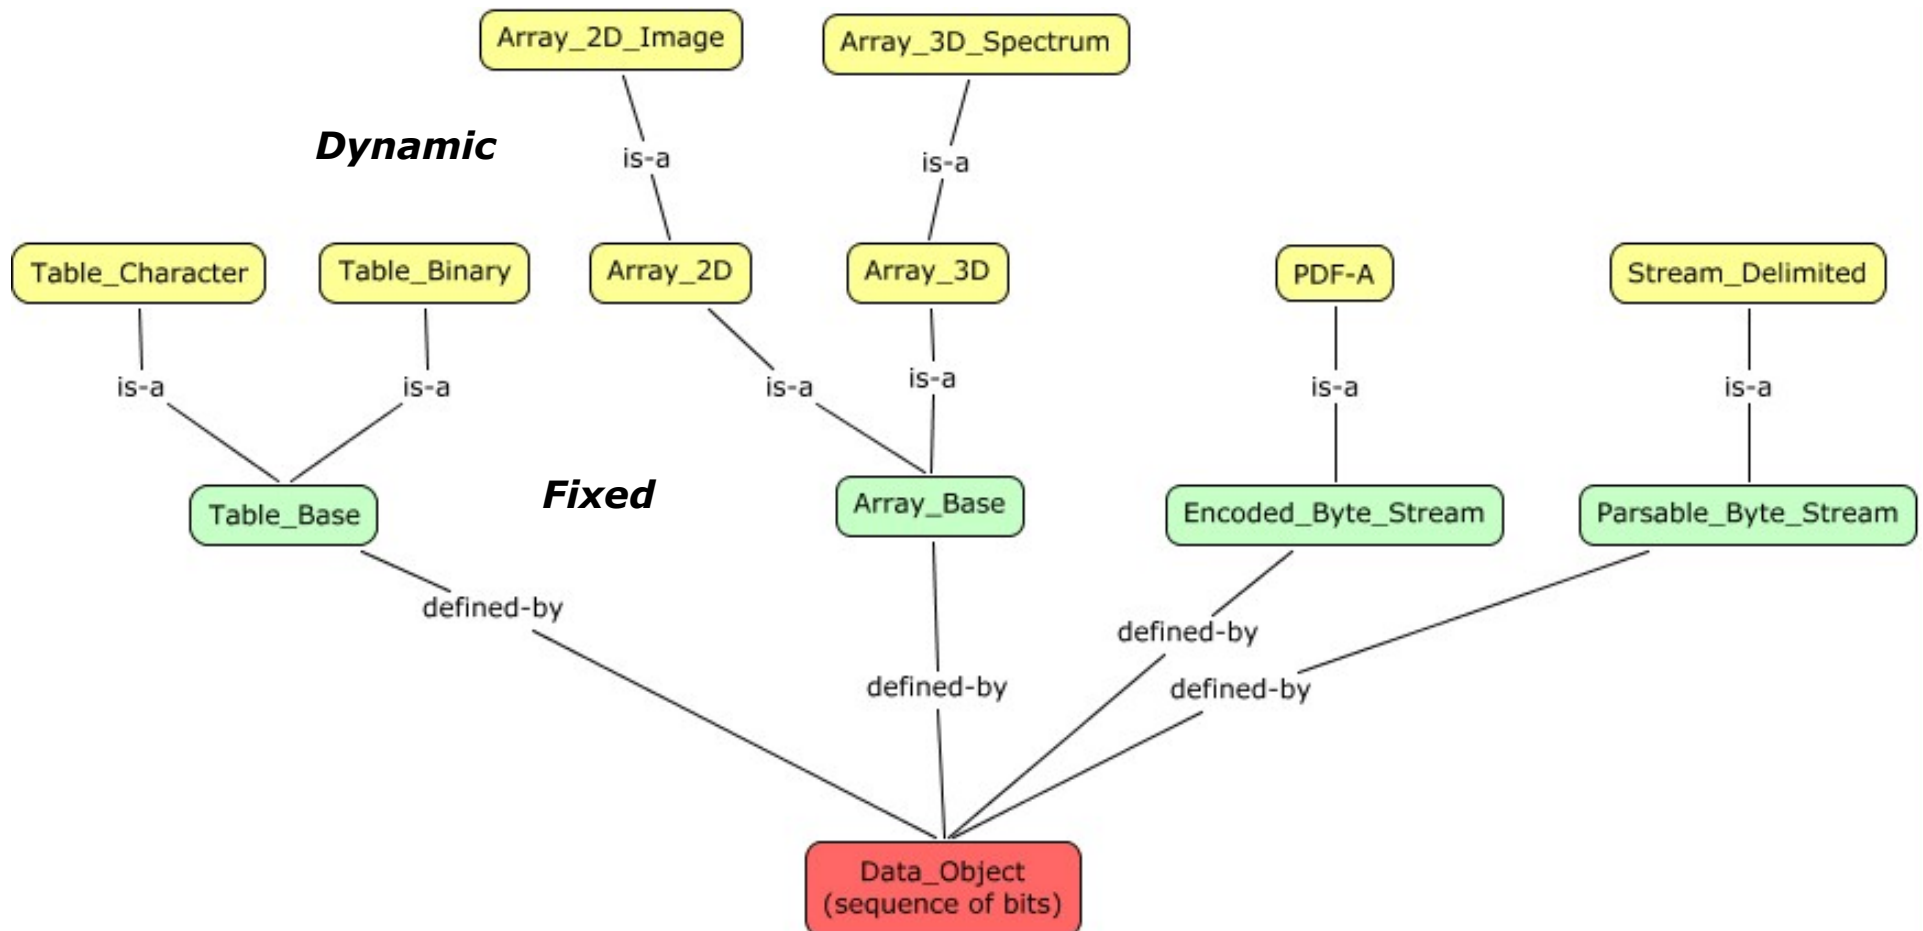 Array_2D_Image
Array_3D_Spectrum
Dynamic
is-a
is-a
Table_Character
Table_Binary
Array_2D
Array_3D
PDF-A
Stream_Delimited
is-a
is-a
is-a
is-a
is-a
is-a
Table_Base
Fixed
Array_Base
Encoded_Byte_Stream
Parsable_Byte_Stream
defined-by
defined-by
defined-by
defined-by
Data_Object
(sequence of bits)